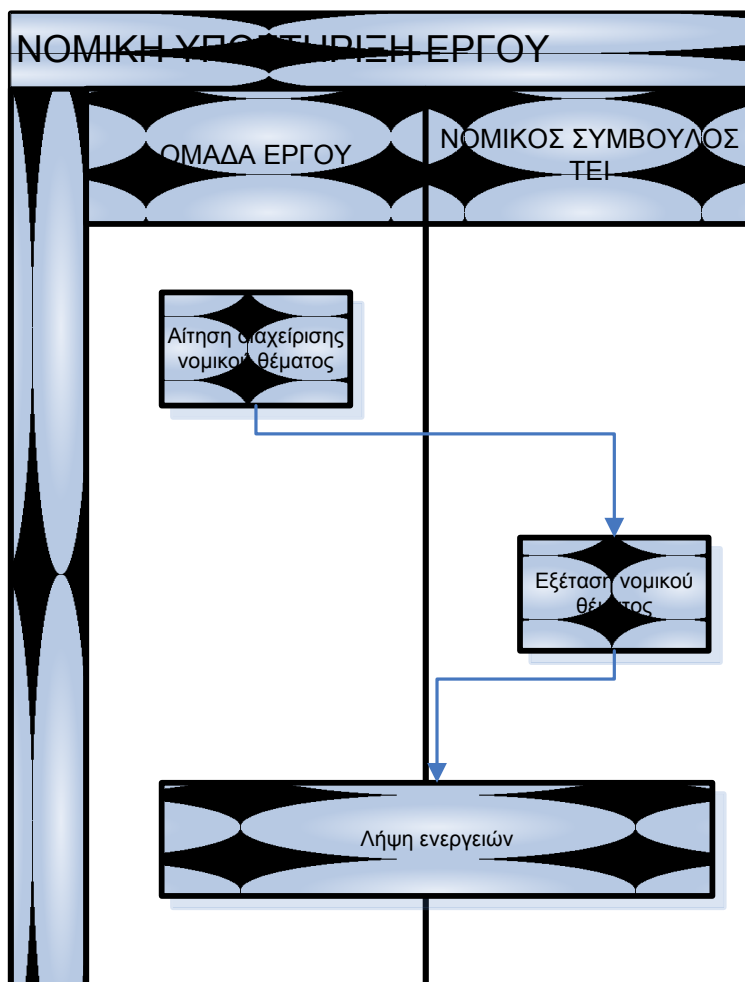 ΝΟΜΙΚΗ ΥΠΟΣΤΗΡΙΞΗ ΕΡΓΟΥ
ΟΜΑΔΑ ΕΡΓΟΥ
ΝΟΜΙΚΟΣ ΣΥΜΒΟΥΛΟΣ
ΤΕΙ
Αίτηση διαχείρισης
νομικού θέματος
Εξέταση νομικού
θέματος
Λήψη ενεργειών